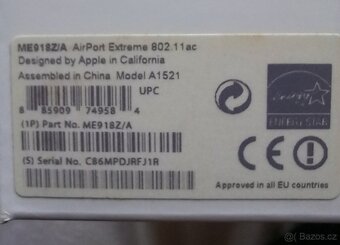 ME918Z/A AirPort Extreme 802.11ac
Designed by Apple in California
Assembled in China Model A1521
UPC
8 85909 74958 4
(1P) Part No. ME918Z/A
ENERGY STAR
CE
(S) Serial No. C86MPDJRFJ1R
Approved in all EU countries
Bazos.cz